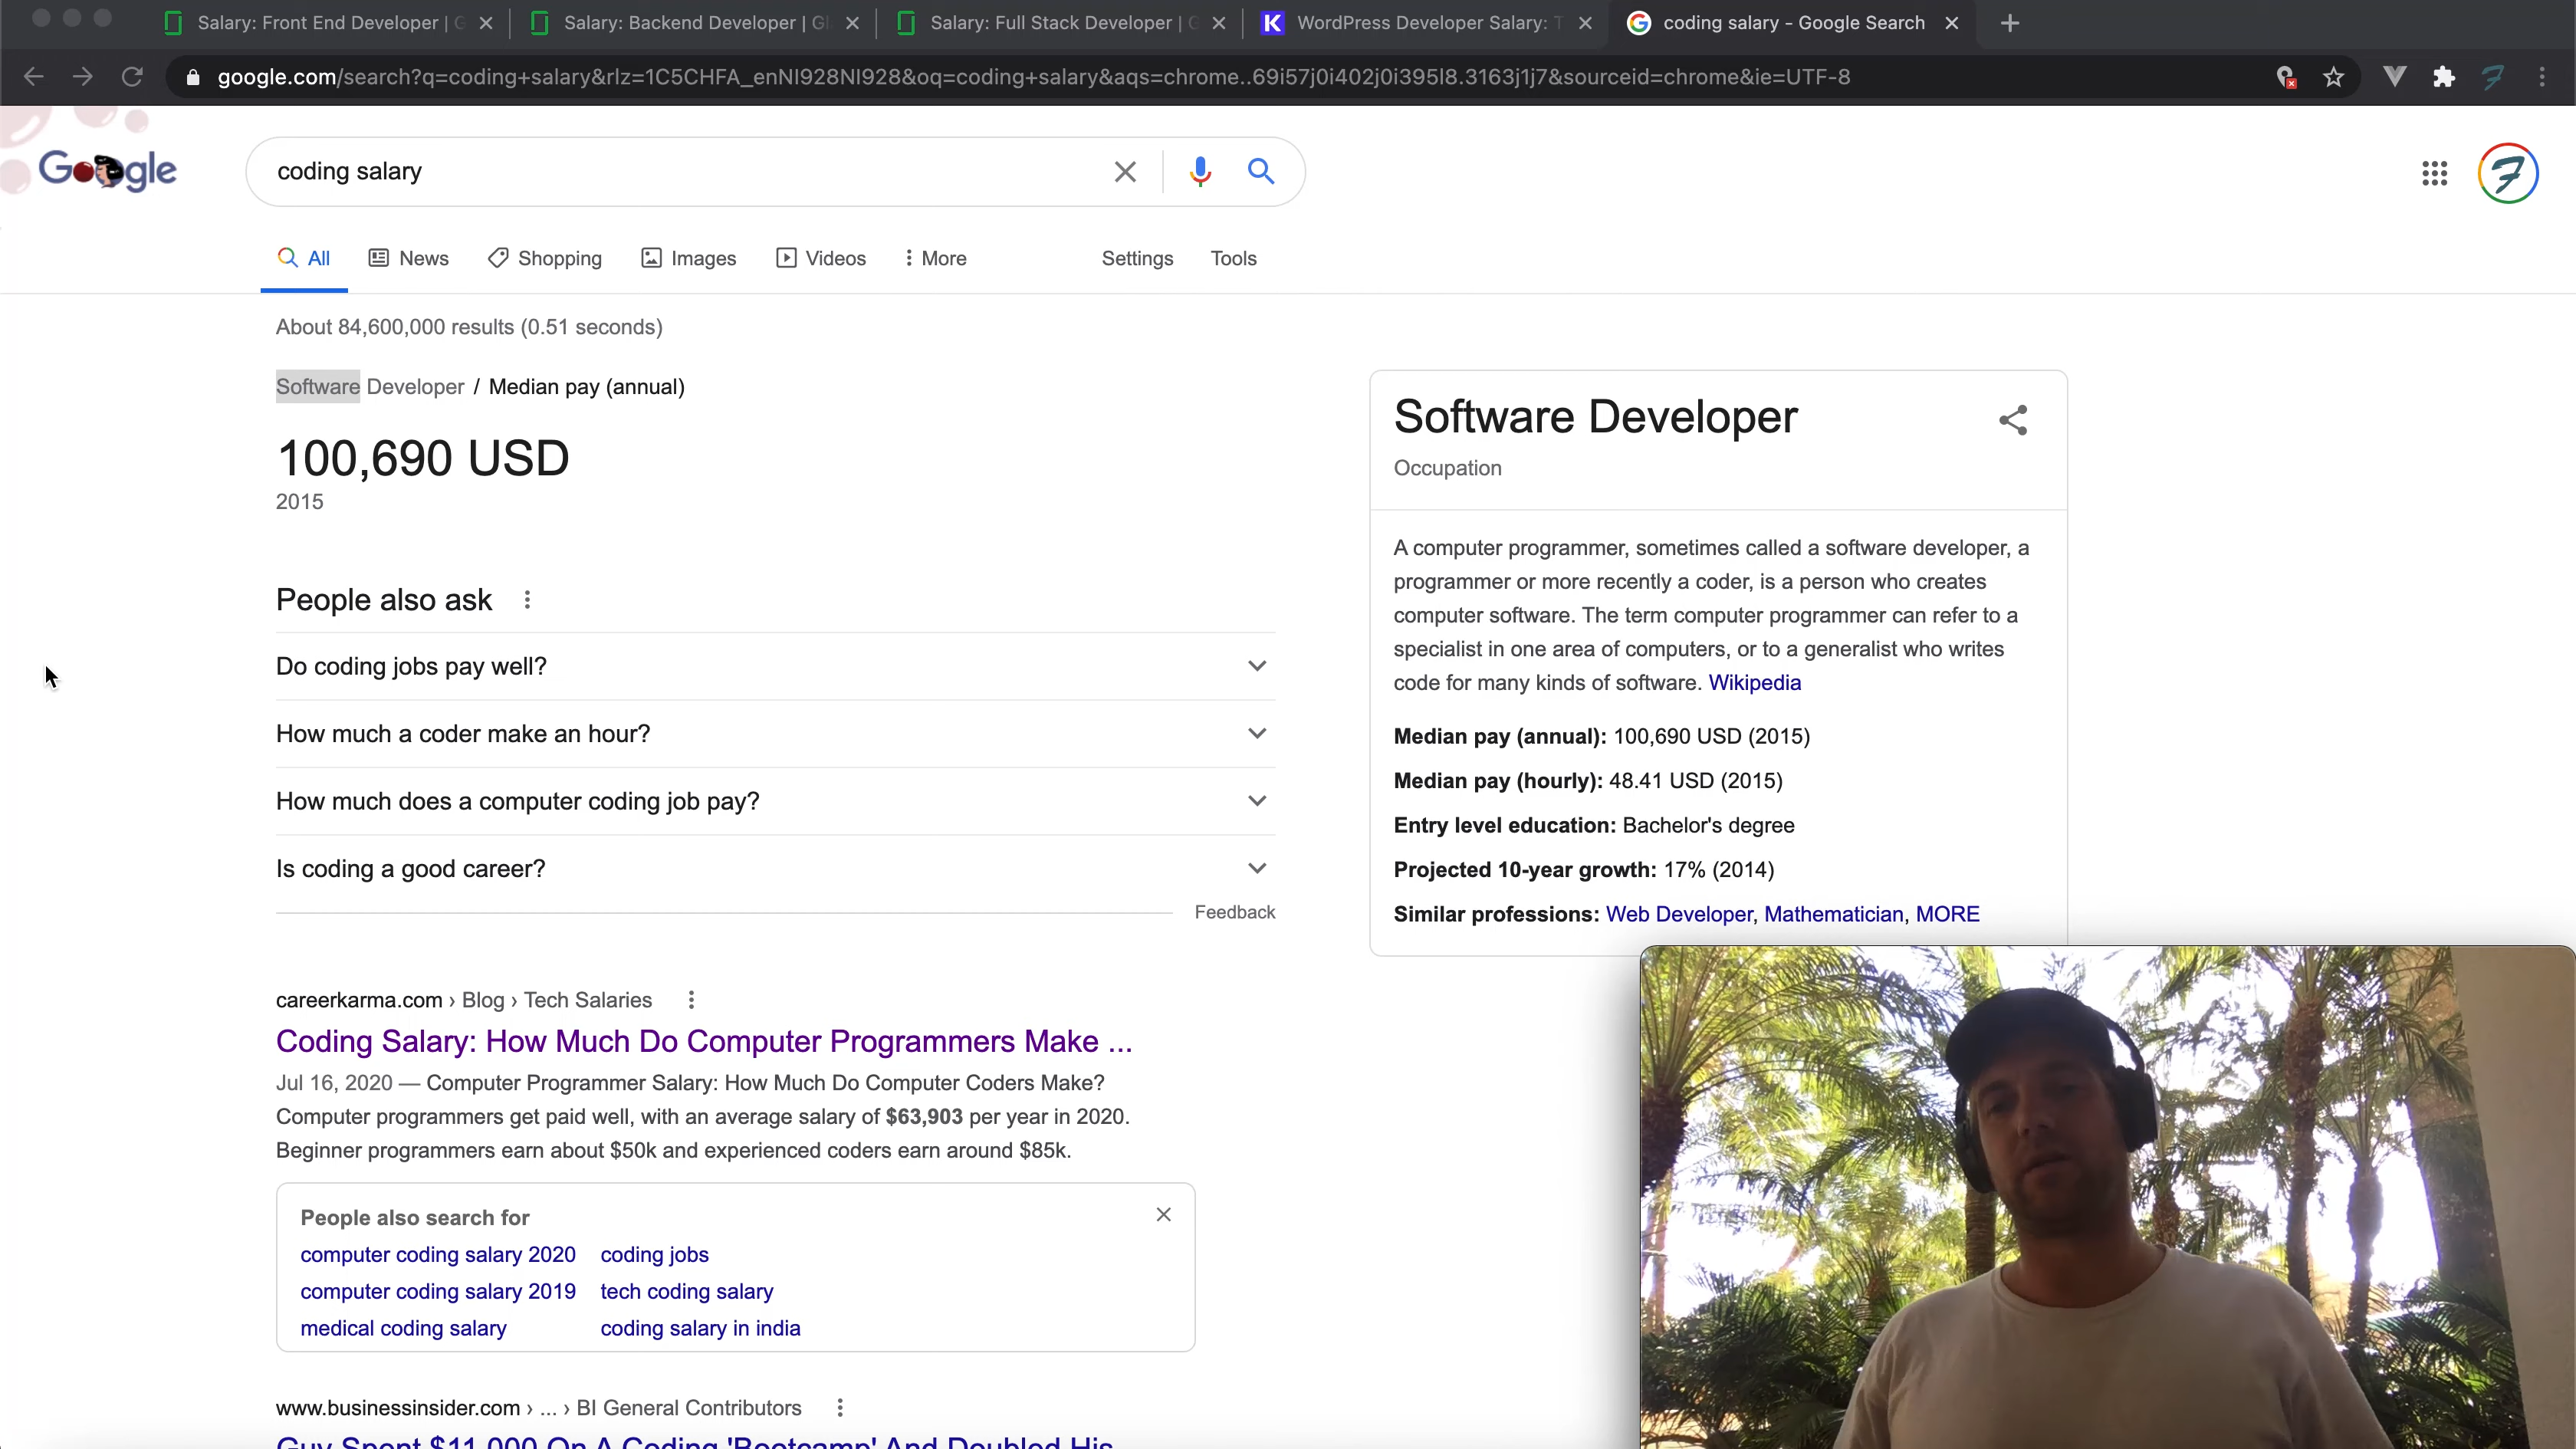 Salary: Front End Developer | G
Salary: Backend Developer | Gl
Salary: Full Stack Developer | G
WordPress Developer Salary: T
coding salary - Google Search
google.com/search?q=coding+salary&rlz=1C5CHFA_enNI928NI928&oq=coding+salary&aqs=chrome..69i57j0i402j0i395l8.3163j1j7&sourceid=chrome&ie=UTF-8
Google
coding salary
All
News
Shopping
Images
Videos
More
Settings
Tools
About 84,600,000 results (0.51 seconds)
Software Developer / Median pay (annual)
100,690 USD
2015
People also ask
Do coding jobs pay well?
How much a coder make an hour?
How much does a computer coding job pay?
Is coding a good career?
Feedback
careerkarma.com › Blog › Tech Salaries
Coding Salary: How Much Do Computer Programmers Make ...
Jul 16, 2020 — Computer Programmer Salary: How Much Do Computer Coders Make?
Computer programmers get paid well, with an average salary of $63,903 per year in 2020.
Beginner programmers earn about $50k and experienced coders earn around $85k.
People also search for
computer coding salary 2020
coding jobs
computer coding salary 2019
tech coding salary
medical coding salary
coding salary in india
www.businessinsider.com › ... › BI General Contributors
Guy Spent $11,000 On A Coding 'Bootcamp' And Doubled His
Software Developer
Occupation
A computer programmer, sometimes called a software developer, a
programmer or more recently a coder, is a person who creates
computer software. The term computer programmer can refer to a
specialist in one area of computers, or to a generalist who writes
code for many kinds of software. Wikipedia
Median pay (annual): 100,690 USD (2015)
Median pay (hourly): 48.41 USD (2015)
Entry level education: Bachelor's degree
Projected 10-year growth: 17% (2014)
Similar professions: Web Developer, Mathematician, MORE